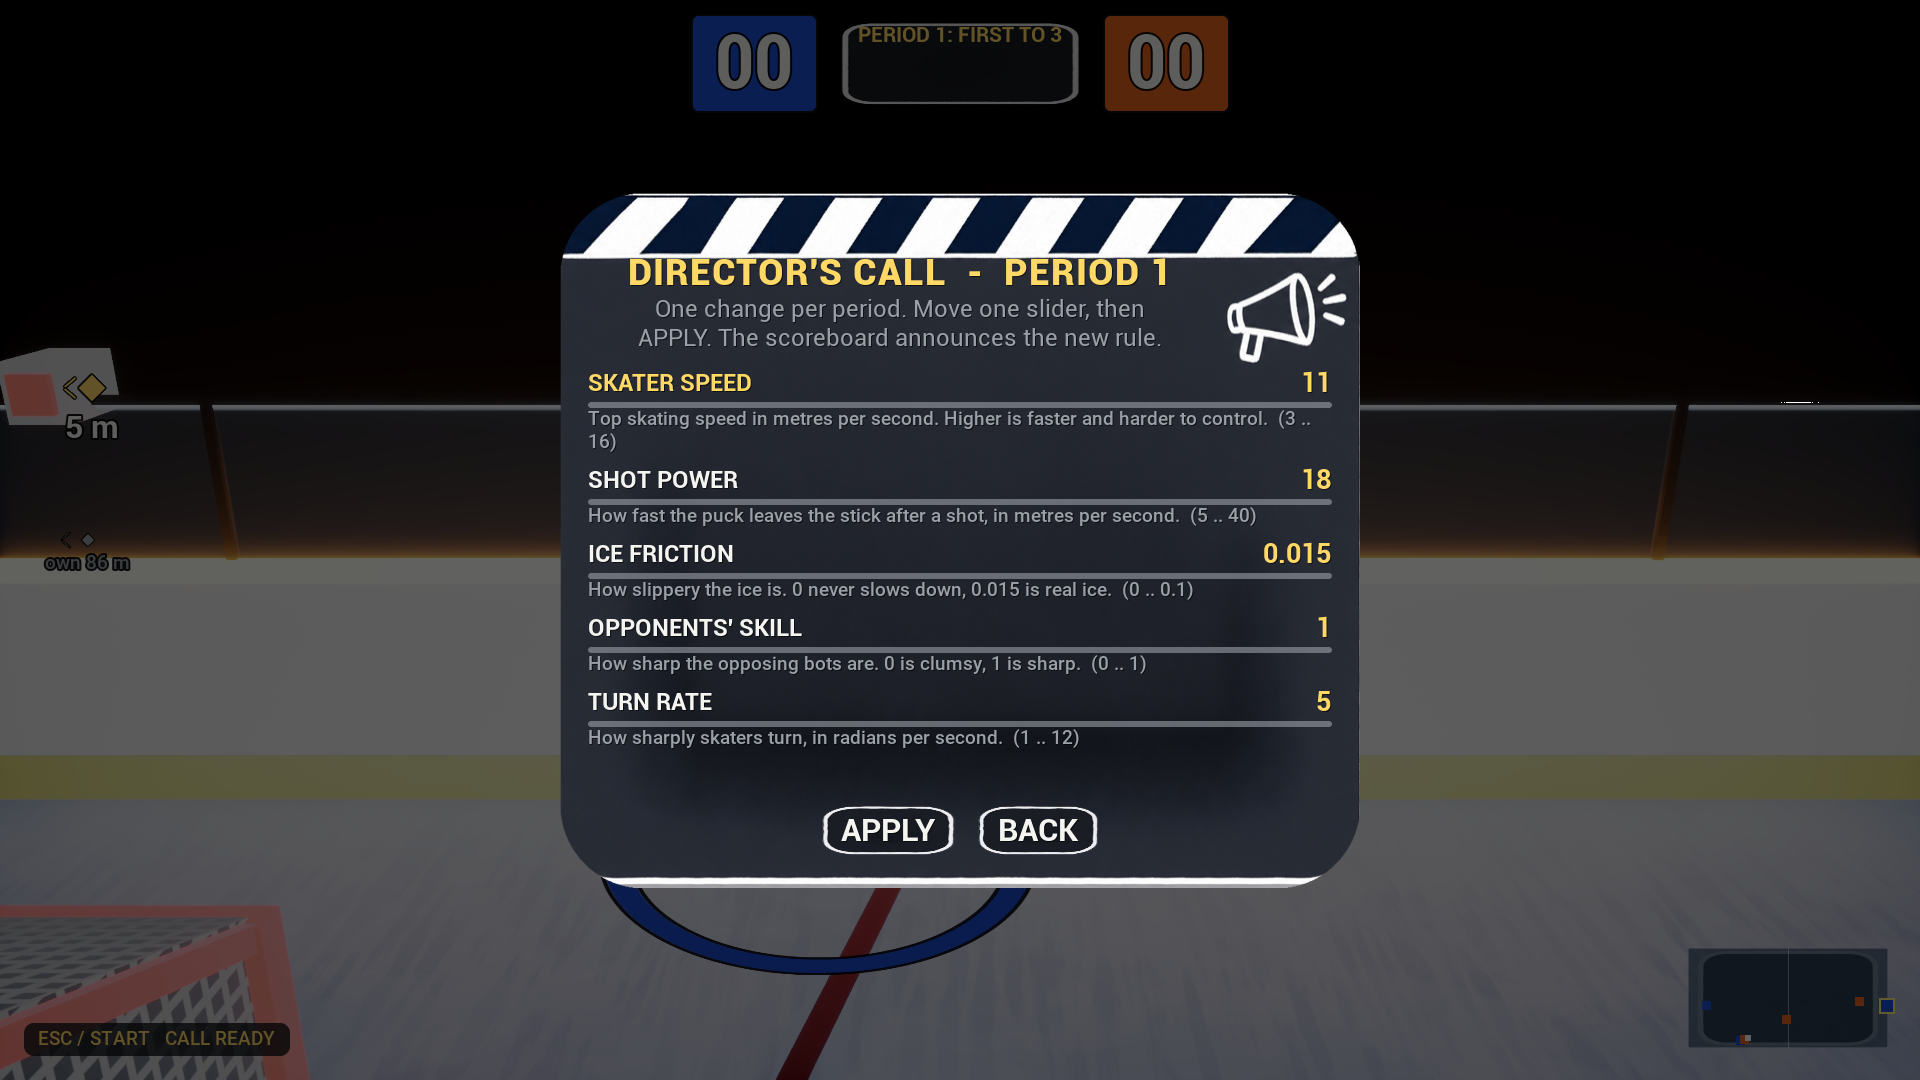 00
PERIOD 1: FIRST TO 3
00
DIRECTOR'S CALL - PERIOD 1
One change per period. Move one slider, then
APPLY. The scoreboard announces the new rule.
SKATER SPEED 11
Top skating speed in metres per second. Higher is faster and harder to control. (3 ..
16)
SHOT POWER 18
How fast the puck leaves the stick after a shot, in metres per second. (5 .. 40)
ICE FRICTION 0.015
How slippery the ice is. 0 never slows down, 0.015 is real ice. (0 .. 0.1)
OPPONENTS' SKILL 1
How sharp the opposing bots are. 0 is clumsy, 1 is sharp. (0 .. 1)
TURN RATE 5
How sharply skaters turn, in radians per second. (1 .. 12)
APPLY BACK
5 m
own 86 m
ESC / START CALL READY